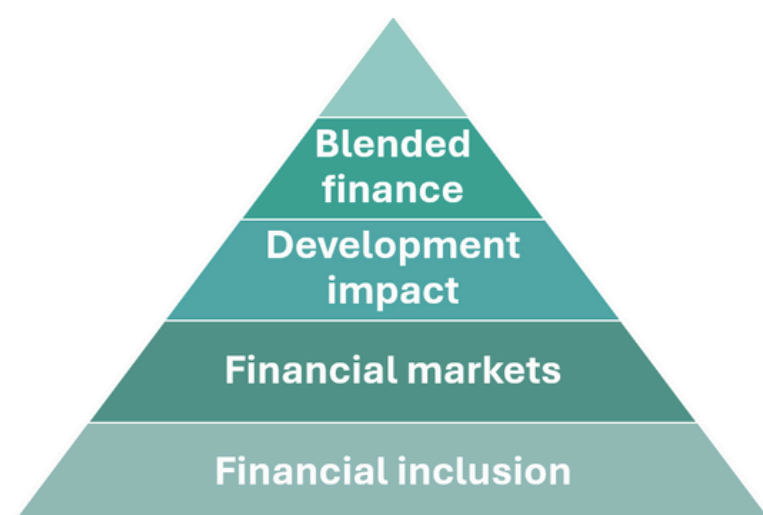 Blended
finance
Development
impact
Financial markets
Financial inclusion